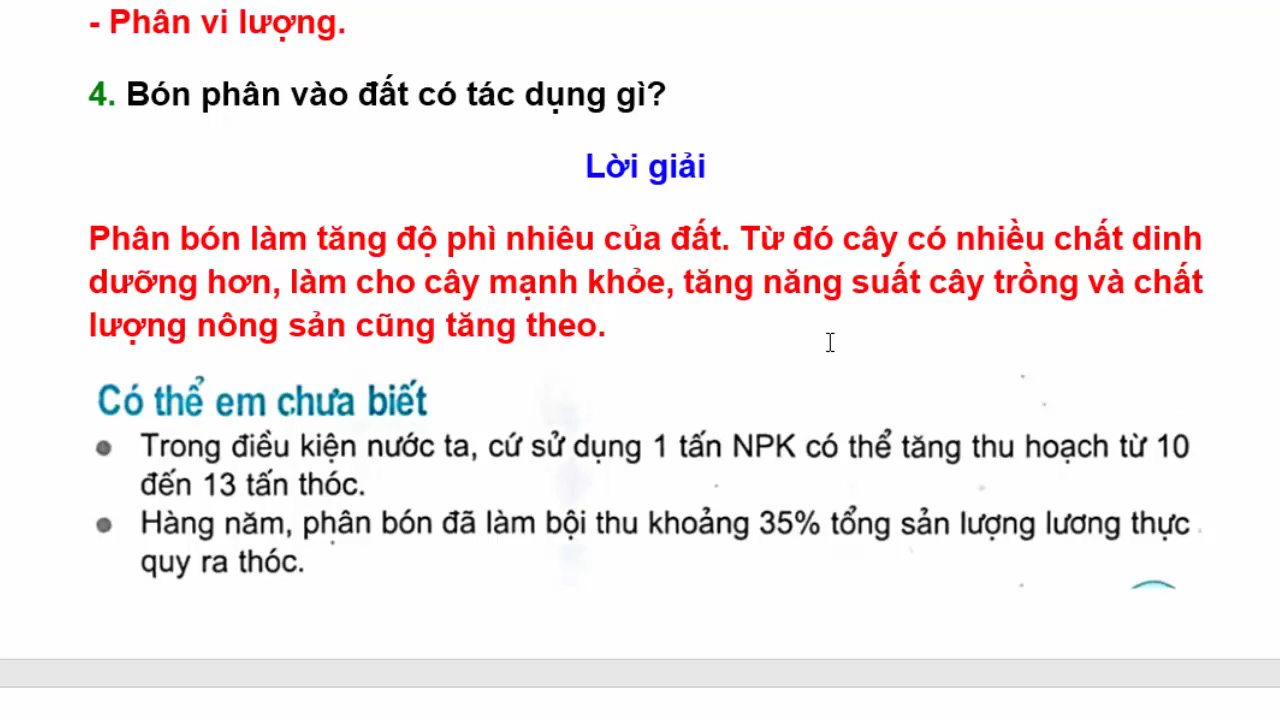 - Phân vi lượng.
4. Bón phân vào đất có tác dụng gì?
Lời giải
Phân bón làm tăng độ phì nhiêu của đất. Từ đó cây có nhiều chất dinh
dưỡng hơn, làm cho cây mạnh khỏe, tăng năng suất cây trồng và chất
lượng nông sản cũng tăng theo.
Có thể em chưa biết
Trong điều kiện nước ta, cứ sử dụng 1 tấn NPK có thể tăng thu hoạch từ 10
đến 13 tấn thóc.
Hàng năm, phân bón đã làm bội thu khoảng 35% tổng sản lượng lương thực
quy ra thóc.